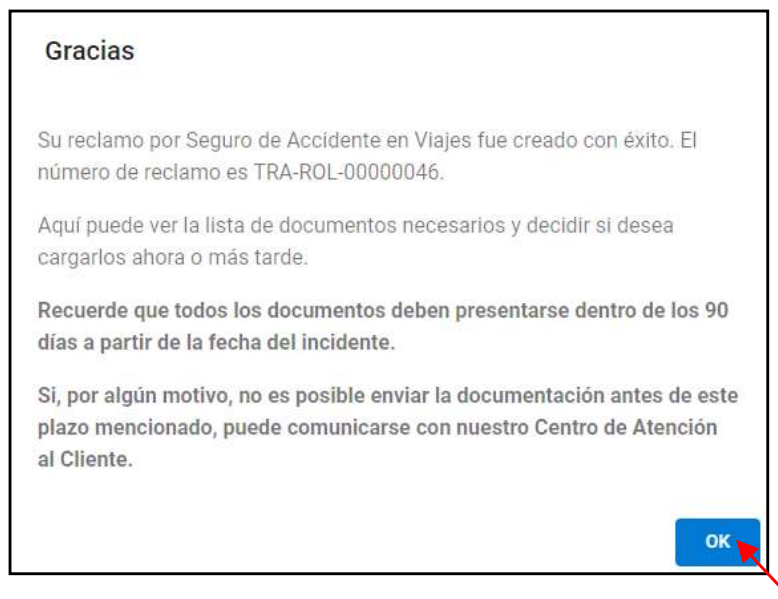 Gracias
Su reclamo por Seguro de Accidente en Viajes fue creado con éxito. El
número de reclamo es TRA-ROL-00000046.
Aquí puede ver la lista de documentos necesarios y decidir si desea
cargarlos ahora o más tarde.
Recuerde que todos los documentos deben presentarse dentro de los 90
días a partir de la fecha del incidente.
Si, por algún motivo, no es posible enviar la documentación antes de este
plazo mencionado, puede comunicarse con nuestro Centro de Atención
al Cliente.
OK